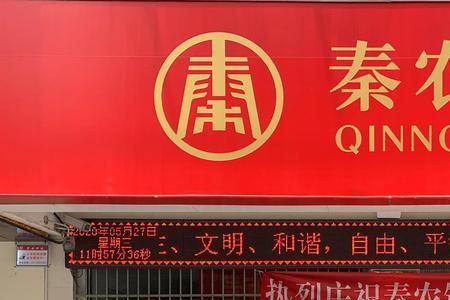 秦农
QINNO
2020年05月27日
星期三
11时57分36秒
主、文明、和谐，自由、平
热烈庆祝秦农